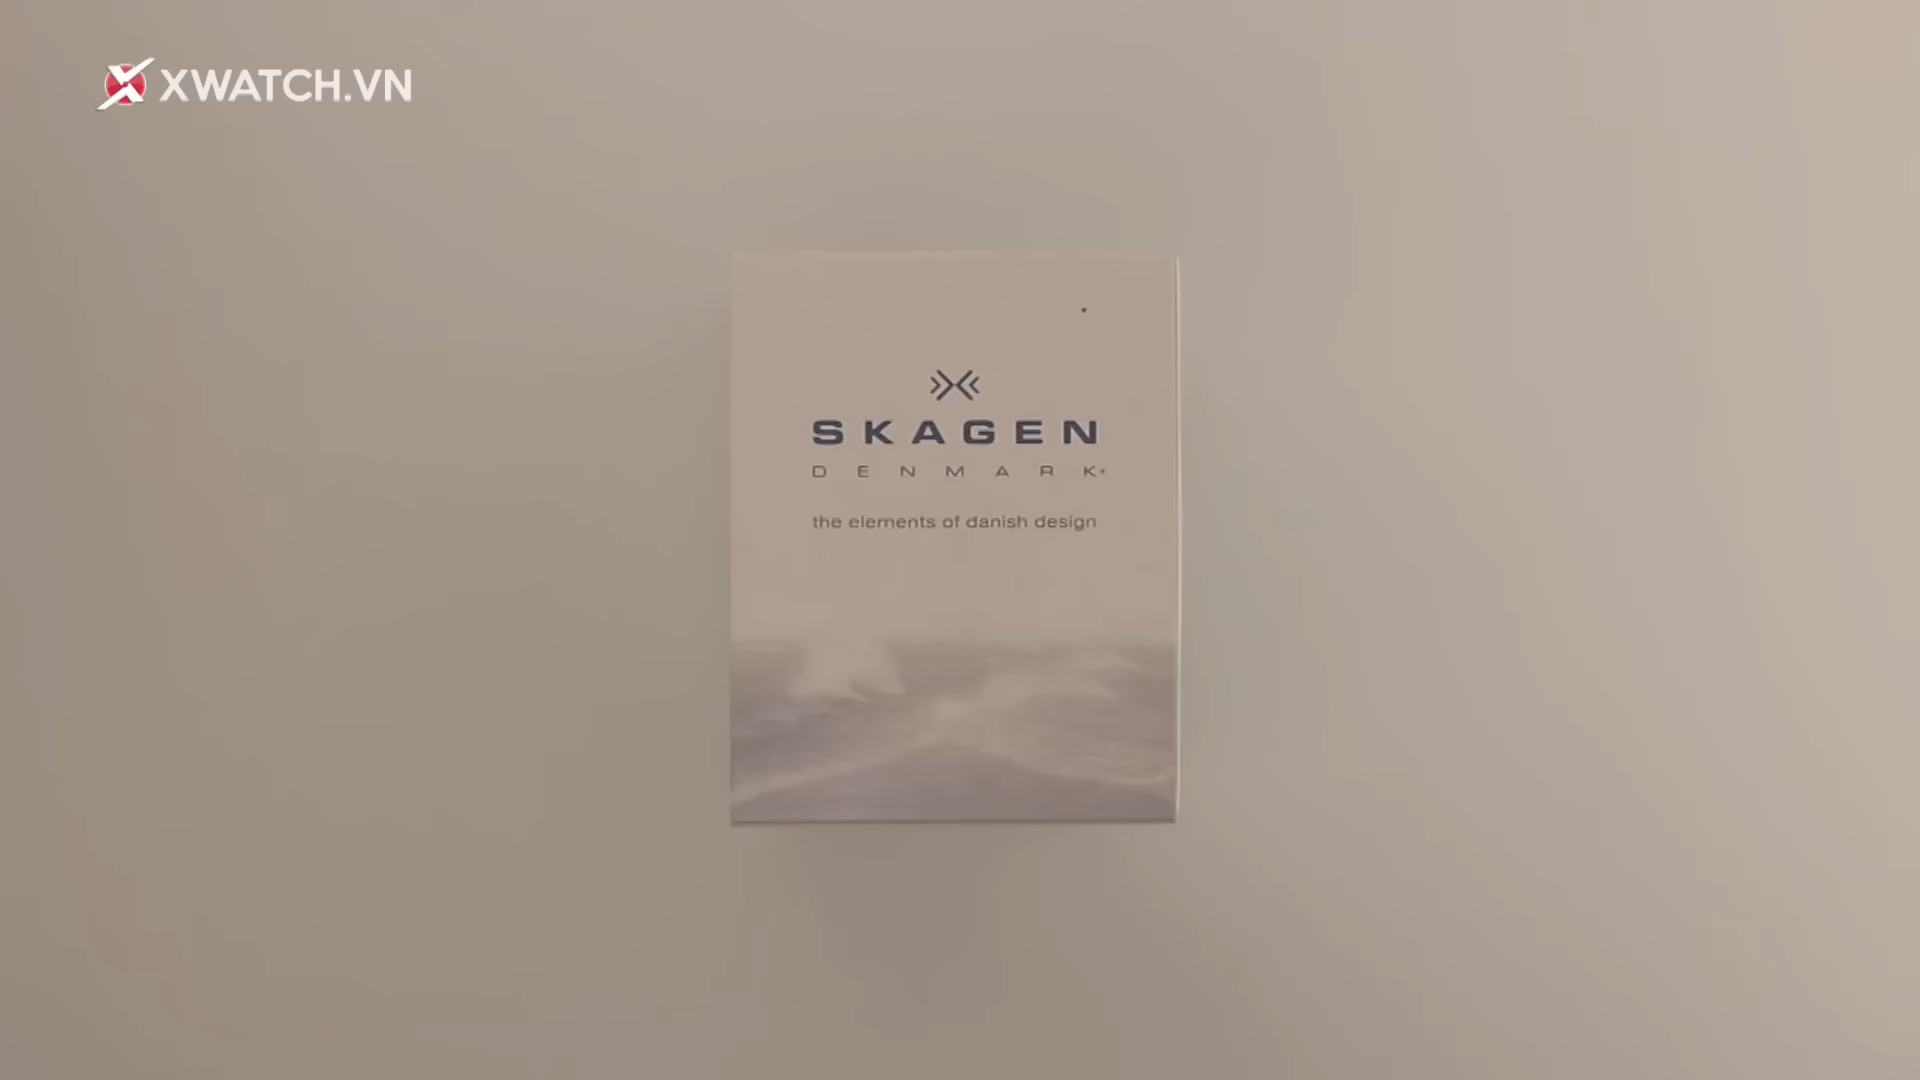 XWATCH.VN
SKAGEN
DENMARK
the elements of danish design